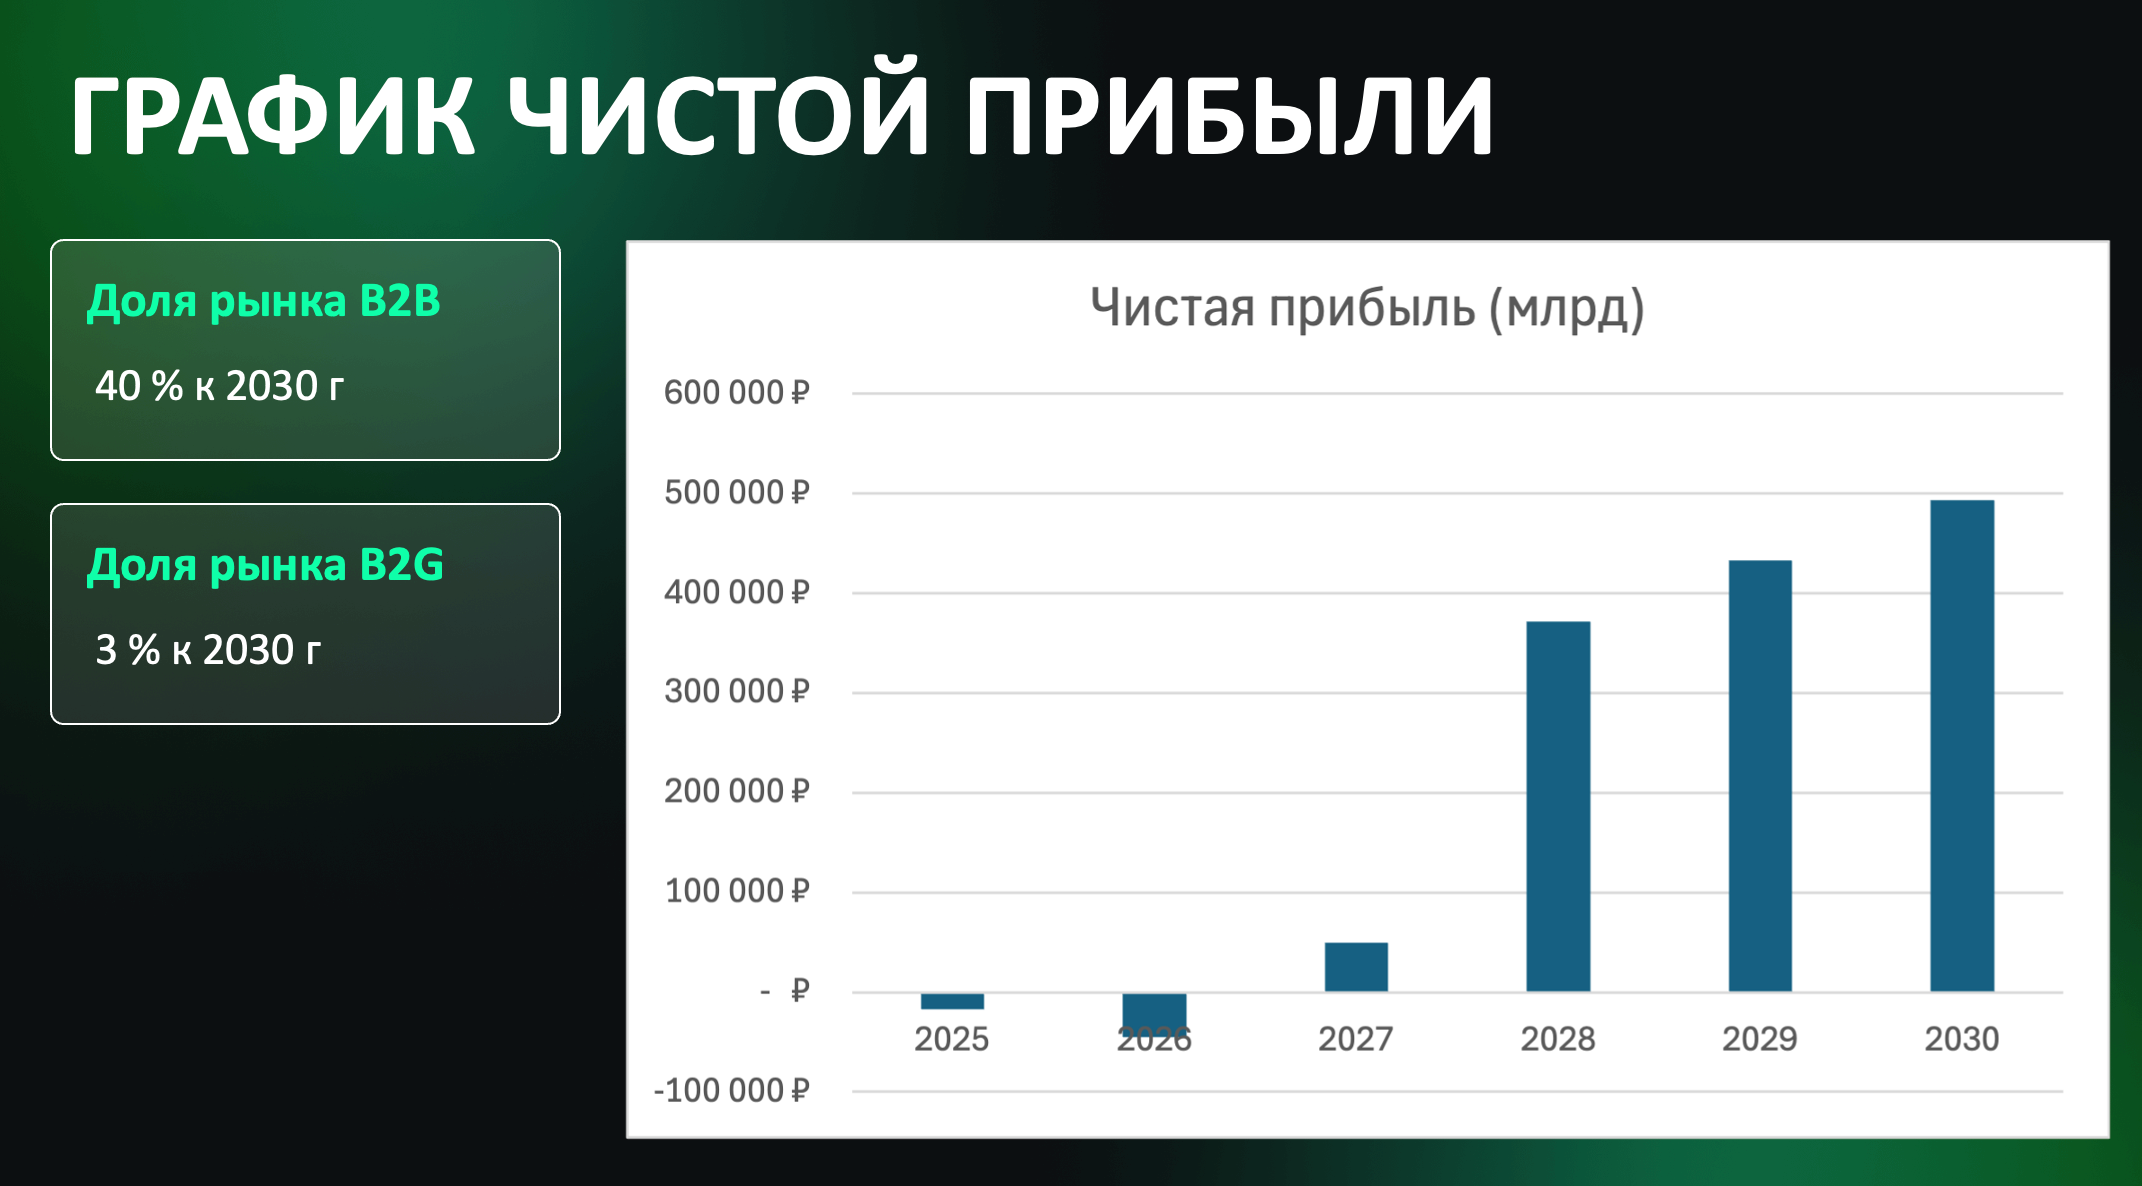 ГРАФИК ЧИСТОЙ ПРИБЫЛИ
Доля рынка B2B
40 % к 2030 г
Доля рынка B2G
3 % к 2030 г
Чистая прибыль (млрд)
600 000 ₽
500 000 ₽
400 000 ₽
300 000 ₽
200 000 ₽
100 000 ₽
- ₽
2025 2026 2027 2028 2029 2030
-100 000 ₽